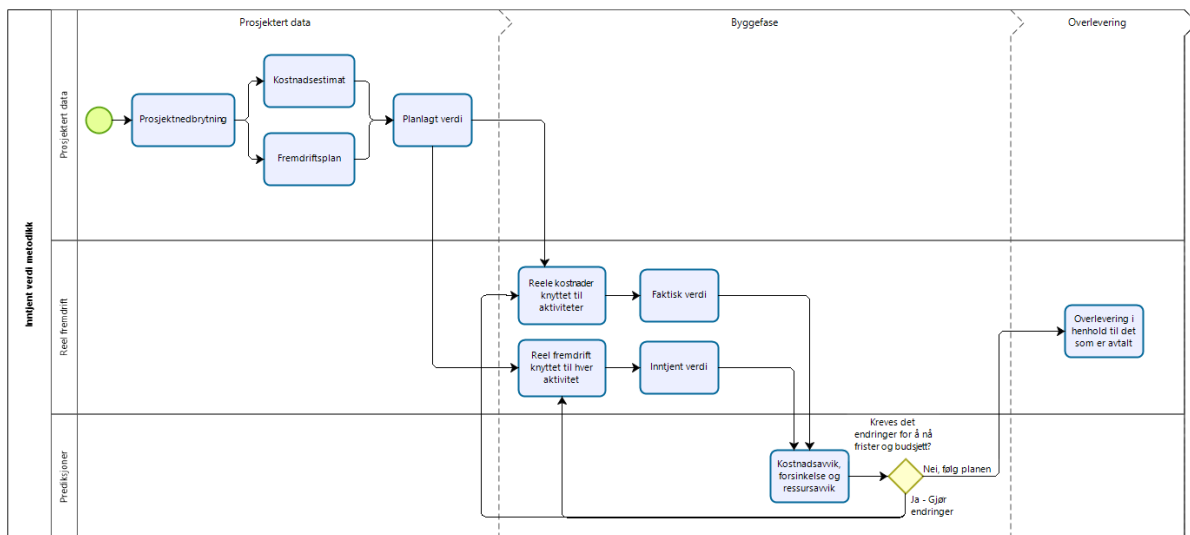 Prosjektert data
Byggefase
Overlevering
Inntjent verdi metodikk
Prosjektert data
Prosjektnedbrytning
Kostnadsestimat
Fremdriftsplan
Planlagt verdi
Reel fremdrift
Reele kostnader
knyttet til
aktiviteter
Faktisk verdi
Reel fremdrift
knyttet til hver
aktivitet
Inntjent verdi
Overlevering i
henhold til det
som er avtalt
Prediksjoner
Kostnadsavvik,
forsinkelse og
ressursavvik
Kreves det
endringer for å nå
frister og budsjett?
Nei, følg planen
Ja - Gjør
endringer